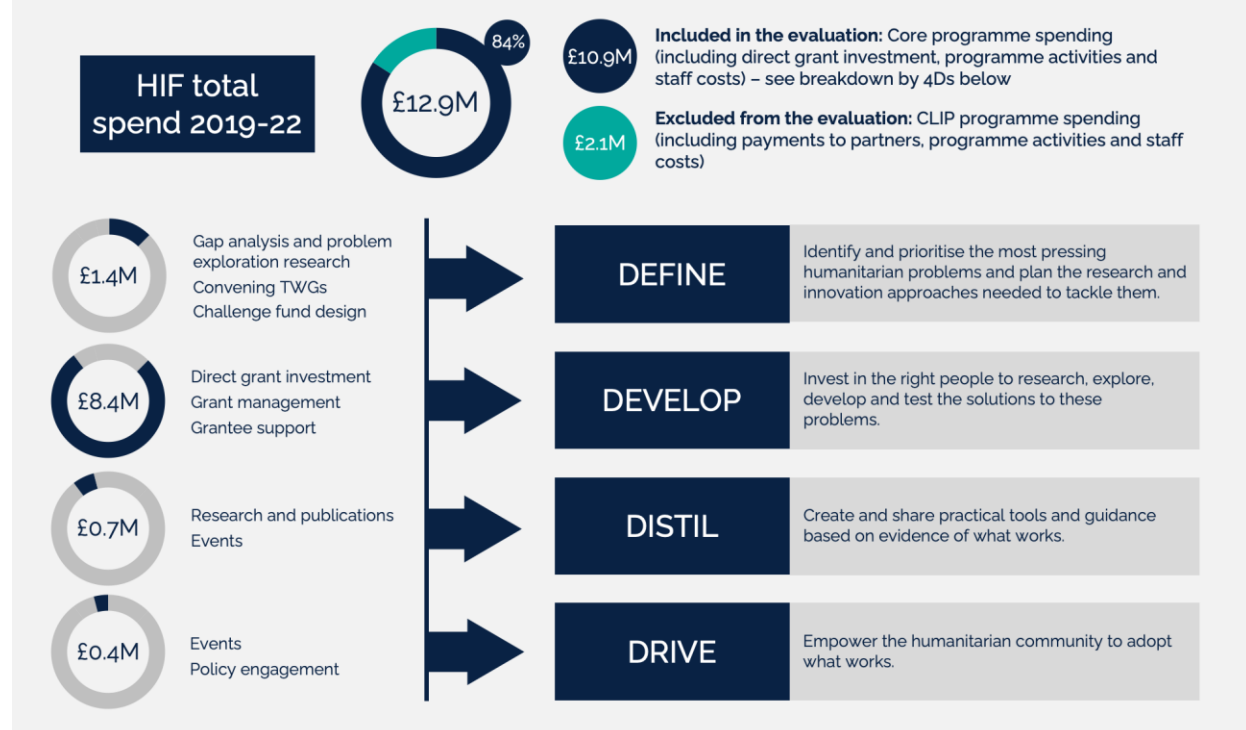 HIF total
spend 2019-22
£12.9M
84%
£10.9M
Included in the evaluation: Core programme spending
(including direct grant investment, programme activities and
staff costs) – see breakdown by 4Ds below
£2.1M
Excluded from the evaluation: CLIP programme spending
(including payments to partners, programme activities and staff
costs)
£1.4M
Gap analysis and problem
exploration research
Convening TWGs
Challenge fund design
DEFINE
Identify and prioritise the most pressing
humanitarian problems and plan the research and
innovation approaches needed to tackle them.
£8.4M
Direct grant investment
Grant management
Grantee support
DEVELOP
Invest in the right people to research, explore,
develop and test the solutions to these
problems.
£0.7M
Research and publications
Events
DISTIL
Create and share practical tools and guidance
based on evidence of what works.
£0.4M
Events
Policy engagement
DRIVE
Empower the humanitarian community to adopt
what works.